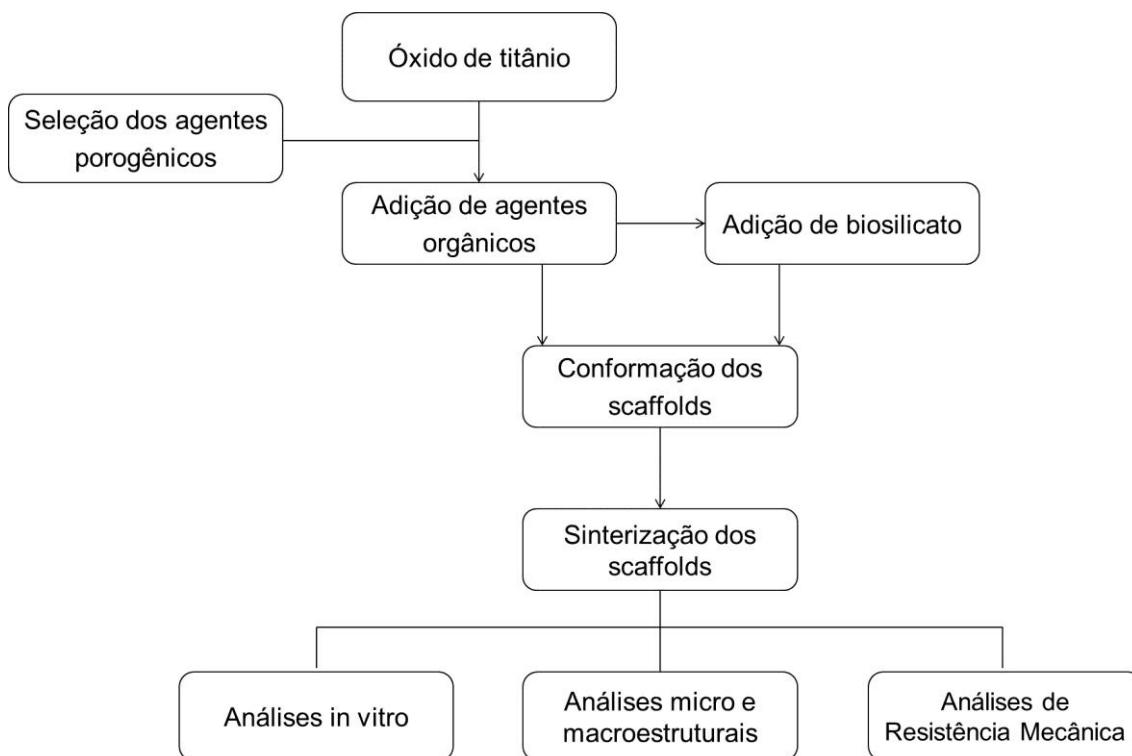 Óxido de titânio
Seleção dos agentes
porogênicos
Adição de agentes
orgânicos
Adição de biosilicato
Conformação dos
scaffolds
Sinterização dos
scaffolds
Análises in vitro
Análises micro e
macroestruturais
Análises de
Resistência Mecânica